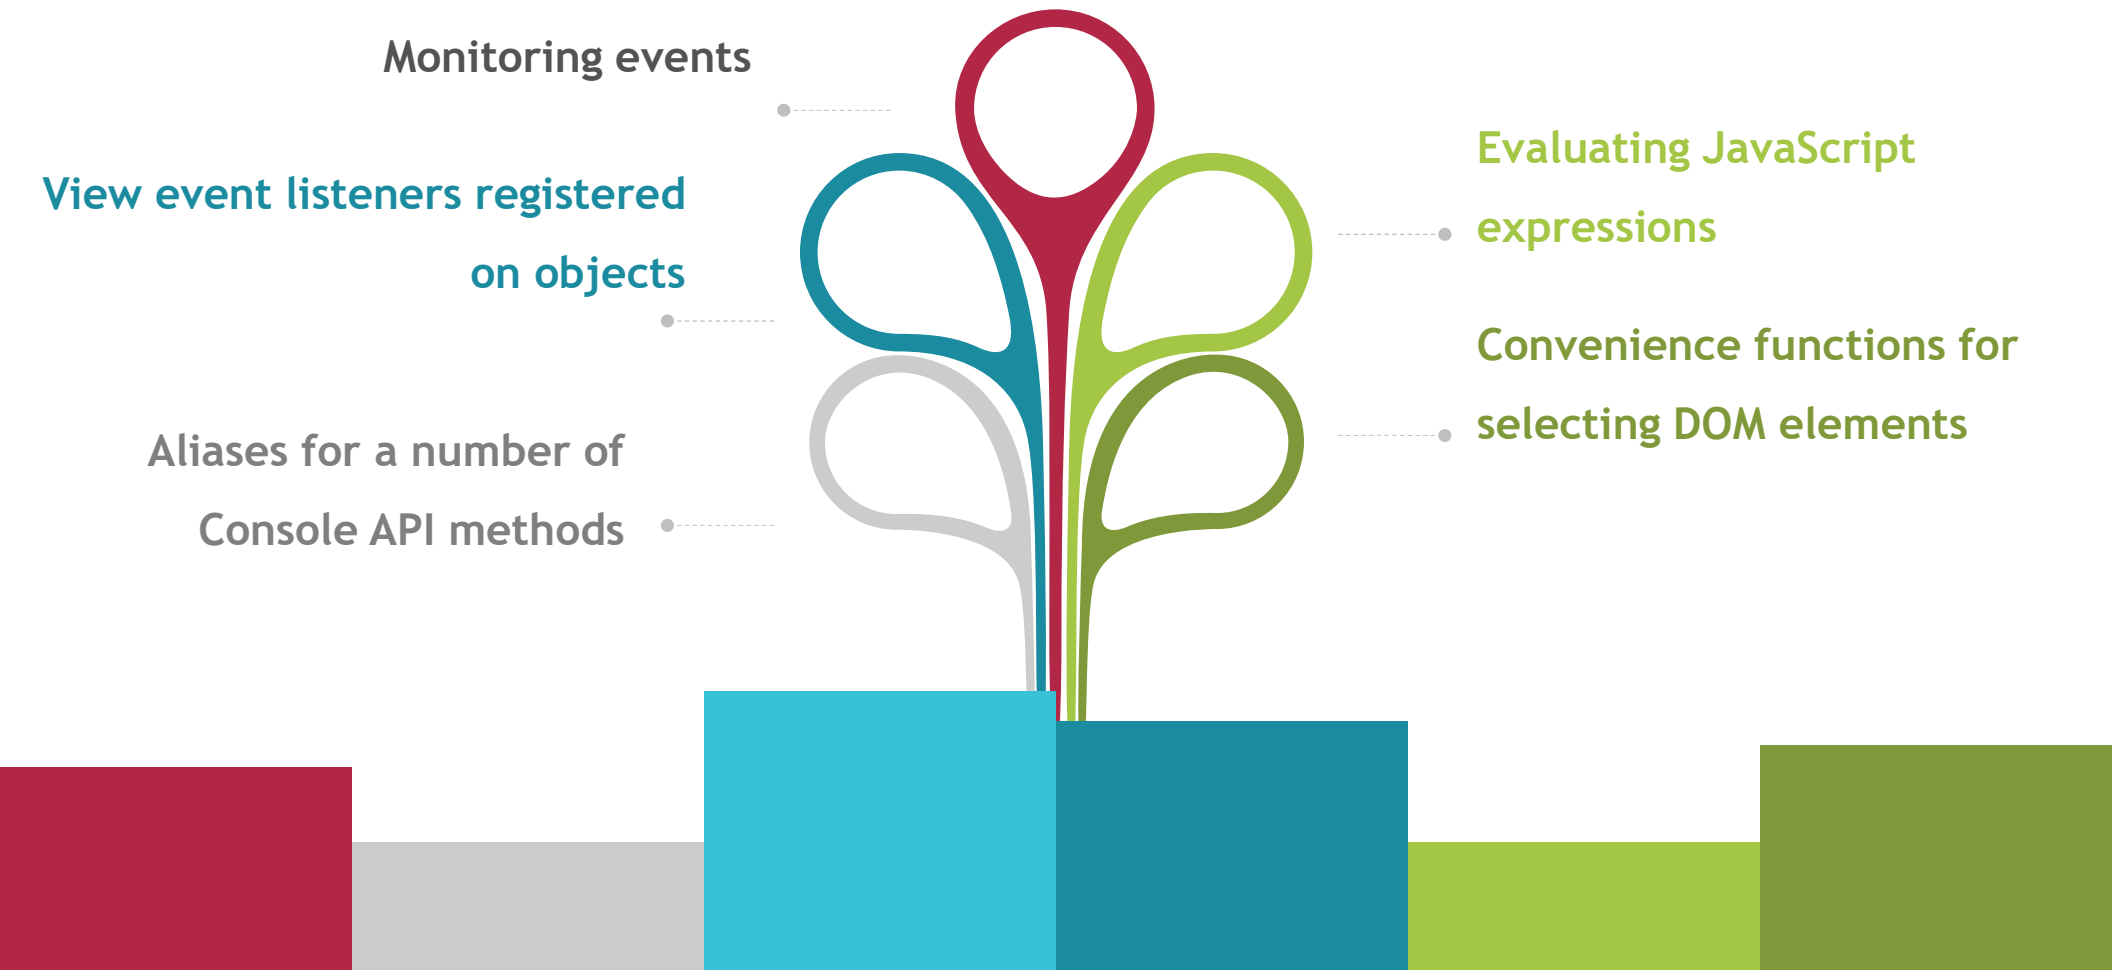 Monitoring events
View event listeners registered
on objects
Aliases for a number of
Console API methods
Evaluating JavaScript
expressions
Convenience functions for
selecting DOM elements